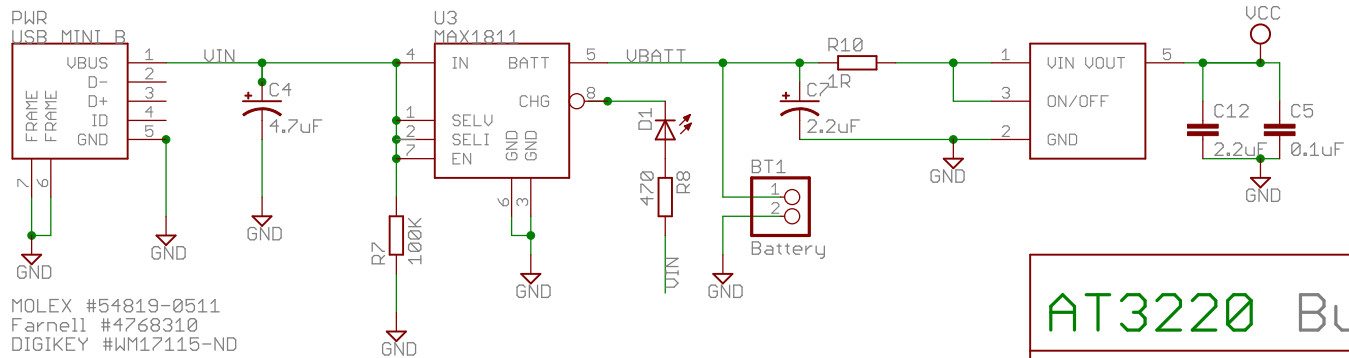 PWR
USB MINI B
VBUS 1
D- 2
D+ 3
ID 4
GND 5
FRAME
FRAME
7
6
GND
GND
MOLEX #54819-0511
Farnell #4768310
DIGIKEY #WM17115-ND
VIN
C4
4.7uF
GND
R7
100K
GND
U3
MAX1811
4 IN
1 SELV
2 SELI
7 EN
BATT 5
CHG 8
GND
GND
6
3
GND
VBATT
D1
470
R8
VIN
BT1
1
2
Battery
GND
C7
2.2uF
R10
1R
GND
1 VIN VOUT 5
3 ON/OFF
2 GND
VCC
C12
2.2uF
C5
0.1uF
GND
AT3220 Bu